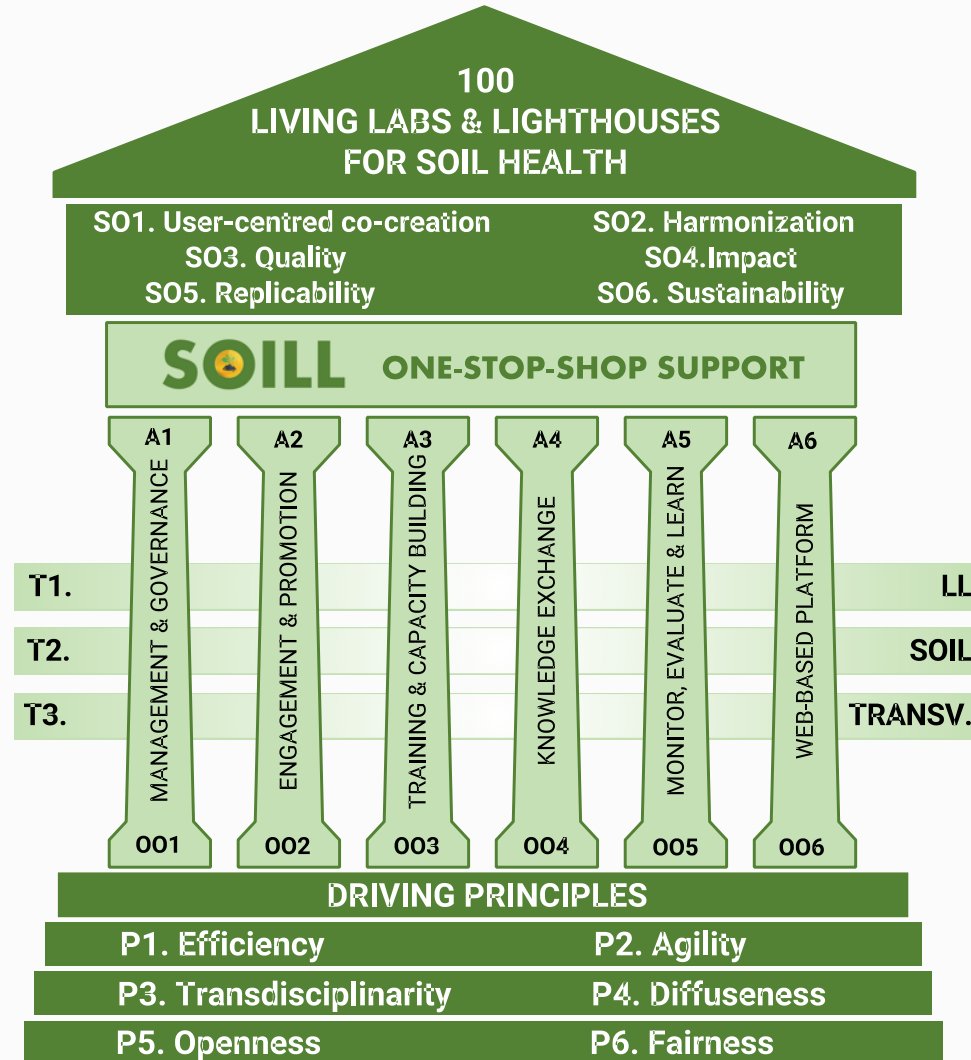 100
LIVING LABS & LIGHTHOUSES
FOR SOIL HEALTH
SO1. User-centred co-creation
SO2. Harmonization
SO3. Quality
SO4.Impact
SO5. Replicability
SO6. Sustainability
SOILL ONE-STOP-SHOP SUPPORT
A1
A2
A3
A4
A5
A6
MANAGEMENT & GOVERNANCE
ENGAGEMENT & PROMOTION
TRAINING & CAPACITY BUILDING
KNOWLEDGE EXCHANGE
MONITOR, EVALUATE & LEARN
WEB-BASED PLATFORM
T1.
LL
T2.
SOIL
T3.
TRANSV.
OO1
OO2
OO3
OO4
OO5
OO6
DRIVING PRINCIPLES
P1. Efficiency
P2. Agility
P3. Transdisciplinarity
P4. Diffuseness
P5. Openness
P6. Fairness